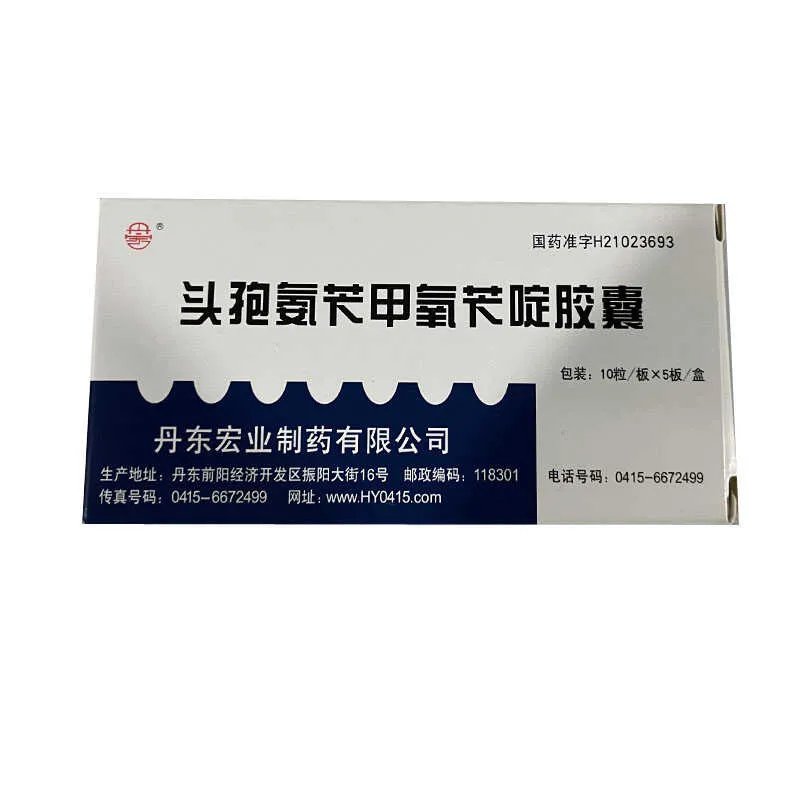 ®
国药准字H21023693
头孢氨苄甲氧苄啶胶囊
包装：10粒/板×5板/盒
丹东宏业制药有限公司
生产地址：丹东前阳经济开发区振阳大街16号 邮政编码：118301 电话号码：0415-6672499
传真号码：0415-6672499 网址：www.HY0415.com